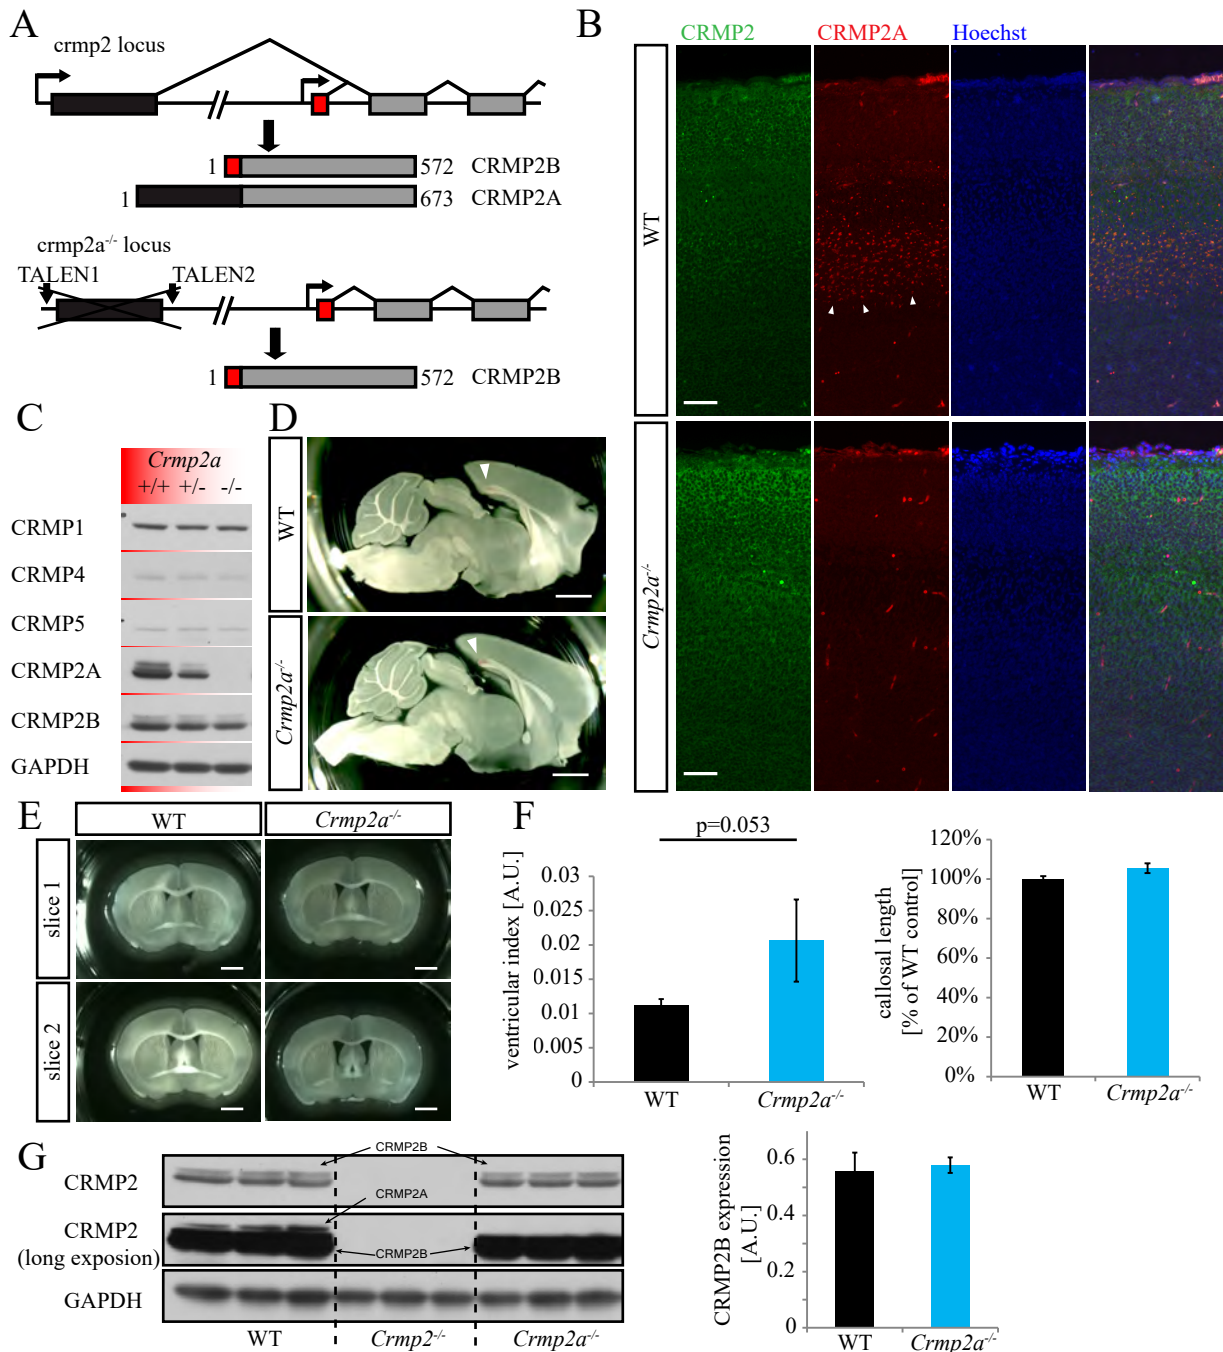 A
crmp2 locus
1 572 CRMP2B
1 673 CRMP2A
crmp2a-/- locus
TALEN1 TALEN2
1 572 CRMP2B
B
CRMP2 CRMP2A Hoechst
WT
Crmp2a-/-
C
Crmp2a
+/+ +/- -/-
CRMP1
CRMP4
CRMP5
CRMP2A
CRMP2B
GAPDH
D
WT
Crmp2a-/-
E
WT Crmp2a-/-
slice 1
slice 2
F
p=0.053
ventricular index [A.U.]
0.03
0.025
0.02
0.015
0.01
0.005
0
WT Crmp2a-/-
callosal length
[% of WT control]
120%
100%
80%
60%
40%
20%
0%
WT Crmp2a-/-
G
CRMP2
CRMP2B
CRMP2A
CRMP2
(long exposion)
CRMP2B
GAPDH
WT Crmp2-/- Crmp2a-/-
CRMP2B expression
[A.U.]
0.6
0.4
0.2
0
WT Crmp2a-/-